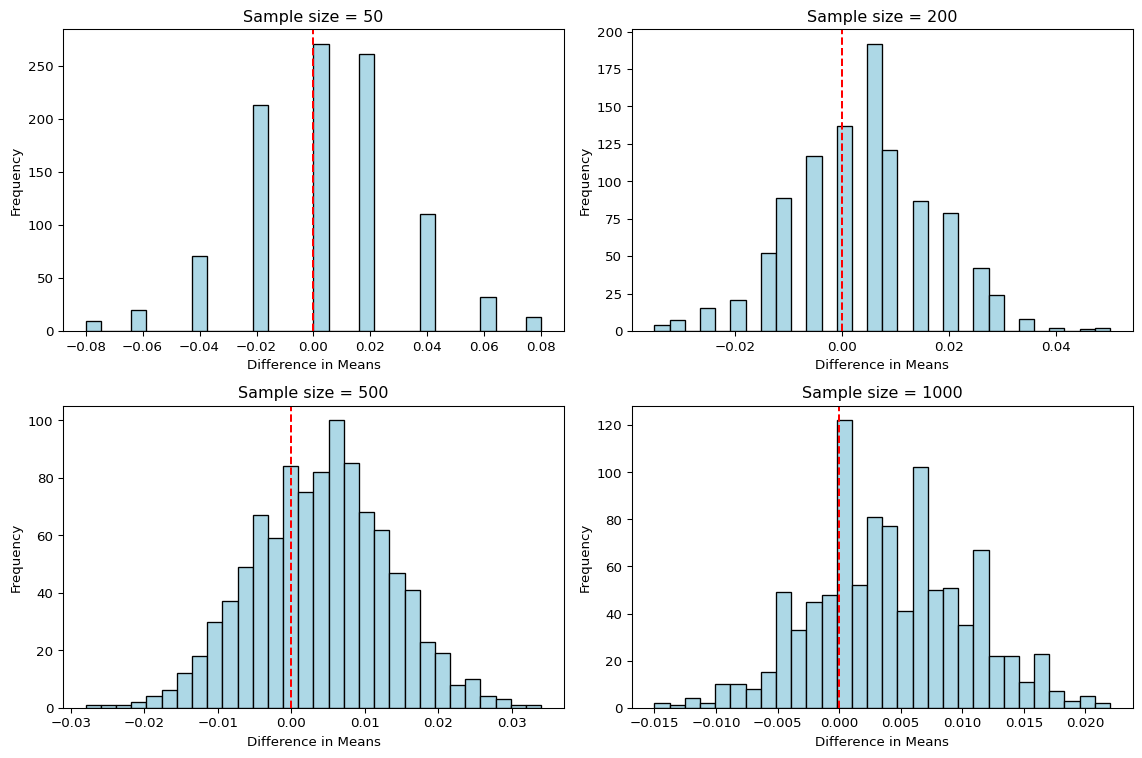 Sample size = 50
Frequency
250
200
150
100
50
0
−0.08 −0.06 −0.04 −0.02 0.00 0.02 0.04 0.06 0.08
Difference in Means
Sample size = 200
Frequency
200
175
150
125
100
75
50
25
0
−0.02 0.00 0.02 0.04
Difference in Means
Sample size = 500
Frequency
100
80
60
40
20
0
−0.03 −0.02 −0.01 0.00 0.01 0.02 0.03
Difference in Means
Sample size = 1000
Frequency
120
100
80
60
40
20
0
−0.015 −0.010 −0.005 0.000 0.005 0.010 0.015 0.020
Difference in Means